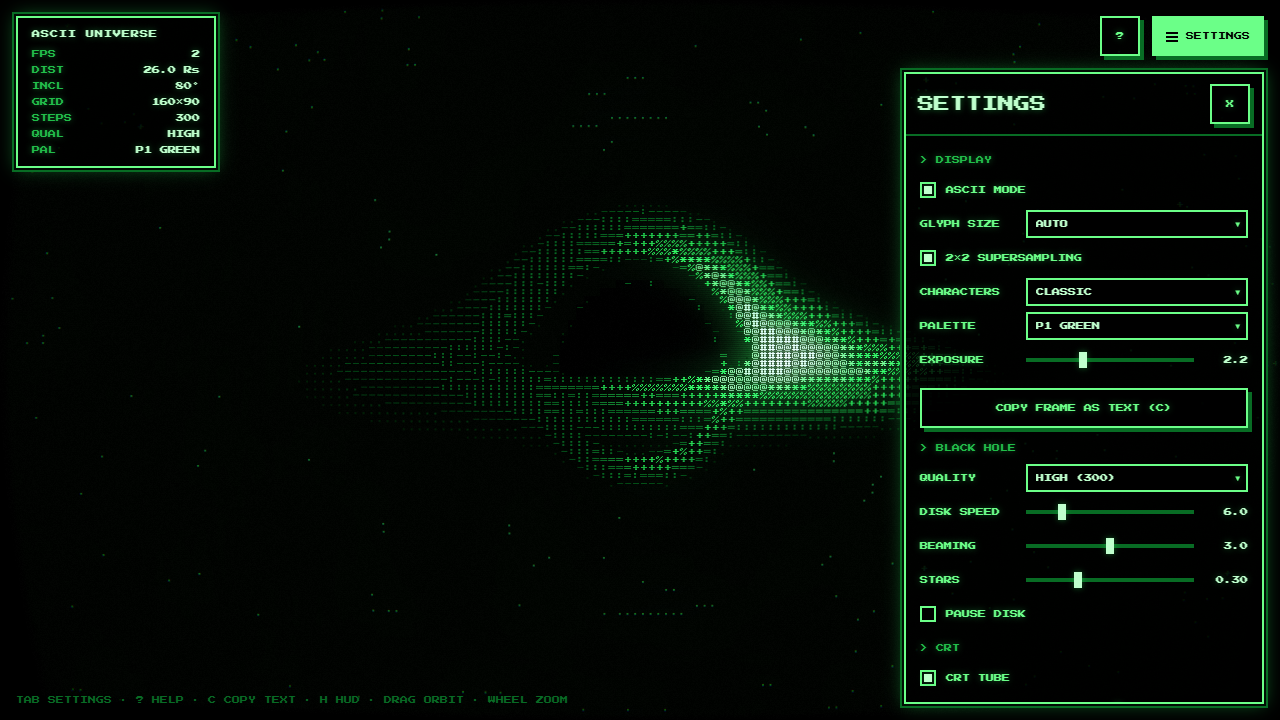 ASCII UNIVERSE
FPS 2
DIST 26.0 Rs
INCL 80°
GRID 160×90
STEPS 300
QUAL HIGH
PAL P1 GREEN
?
SETTINGS
SETTINGS
X
> DISPLAY
ASCII MODE
GLYPH SIZE AUTO
2×2 SUPERSAMPLING
CHARACTERS CLASSIC
PALETTE P1 GREEN
EXPOSURE 2.2
COPY FRAME AS TEXT (C)
> BLACK HOLE
QUALITY HIGH (300)
DISK SPEED 6.0
BEAMING 3.0
STARS 0.30
PAUSE DISK
> CRT
CRT TUBE
TAB SETTINGS · ? HELP · C COPY TEXT · H HUD · DRAG ORBIT · WHEEL ZOOM